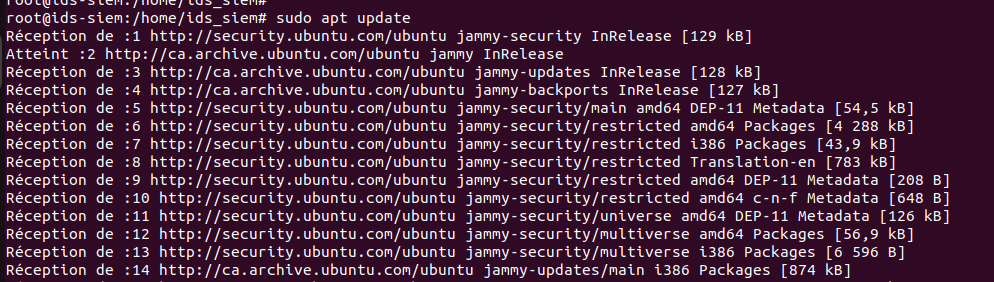 root@ids-siem:/home/ids_siem#
root@ids-siem:/home/ids_siem# sudo apt update
Réception de :1 http://security.ubuntu.com/ubuntu jammy-security InRelease [129 kB]
Atteint :2 http://ca.archive.ubuntu.com/ubuntu jammy InRelease
Réception de :3 http://ca.archive.ubuntu.com/ubuntu jammy-updates InRelease [128 kB]
Réception de :4 http://ca.archive.ubuntu.com/ubuntu jammy-backports InRelease [127 kB]
Réception de :5 http://security.ubuntu.com/ubuntu jammy-security/main amd64 DEP-11 Metadata [54,5 kB]
Réception de :6 http://security.ubuntu.com/ubuntu jammy-security/restricted amd64 Packages [4 288 kB]
Réception de :7 http://security.ubuntu.com/ubuntu jammy-security/restricted i386 Packages [43,9 kB]
Réception de :8 http://security.ubuntu.com/ubuntu jammy-security/restricted Translation-en [783 kB]
Réception de :9 http://security.ubuntu.com/ubuntu jammy-security/restricted amd64 DEP-11 Metadata [208 B]
Réception de :10 http://security.ubuntu.com/ubuntu jammy-security/restricted amd64 c-n-f Metadata [648 B]
Réception de :11 http://security.ubuntu.com/ubuntu jammy-security/universe amd64 DEP-11 Metadata [126 kB]
Réception de :12 http://security.ubuntu.com/ubuntu jammy-security/multiverse amd64 Packages [56,9 kB]
Réception de :13 http://security.ubuntu.com/ubuntu jammy-security/multiverse i386 Packages [6 596 B]
Réception de :14 http://ca.archive.ubuntu.com/ubuntu jammy-updates/main i386 Packages [874 kB]